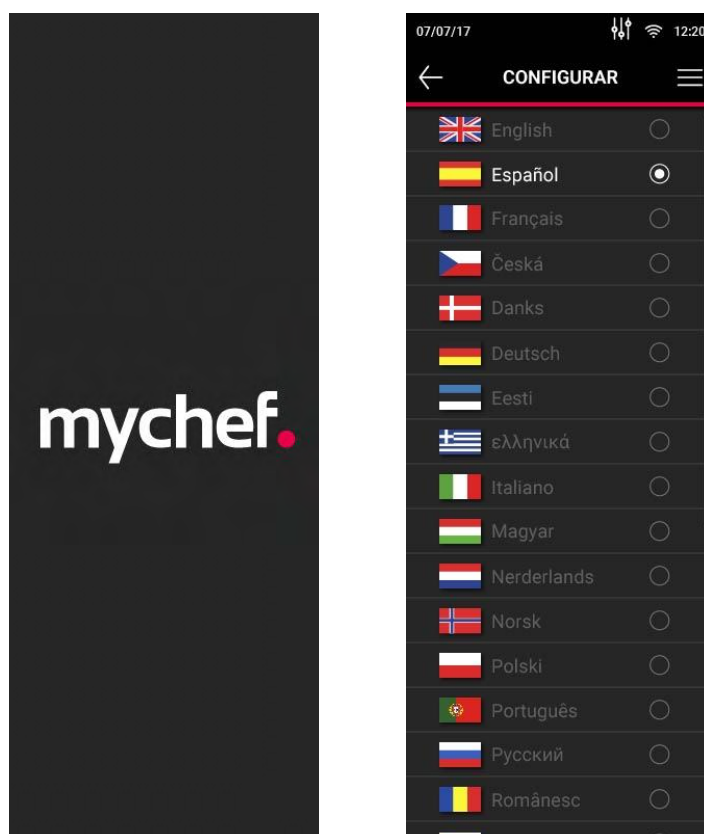 mychef.
07/07/17 12:20
CONFIGURAR
English
Español
Français
Česká
Danks
Deutsch
Eesti
ελληνικά
Italiano
Magyar
Nerderlands
Norsk
Polski
Português
Русский
Românesc